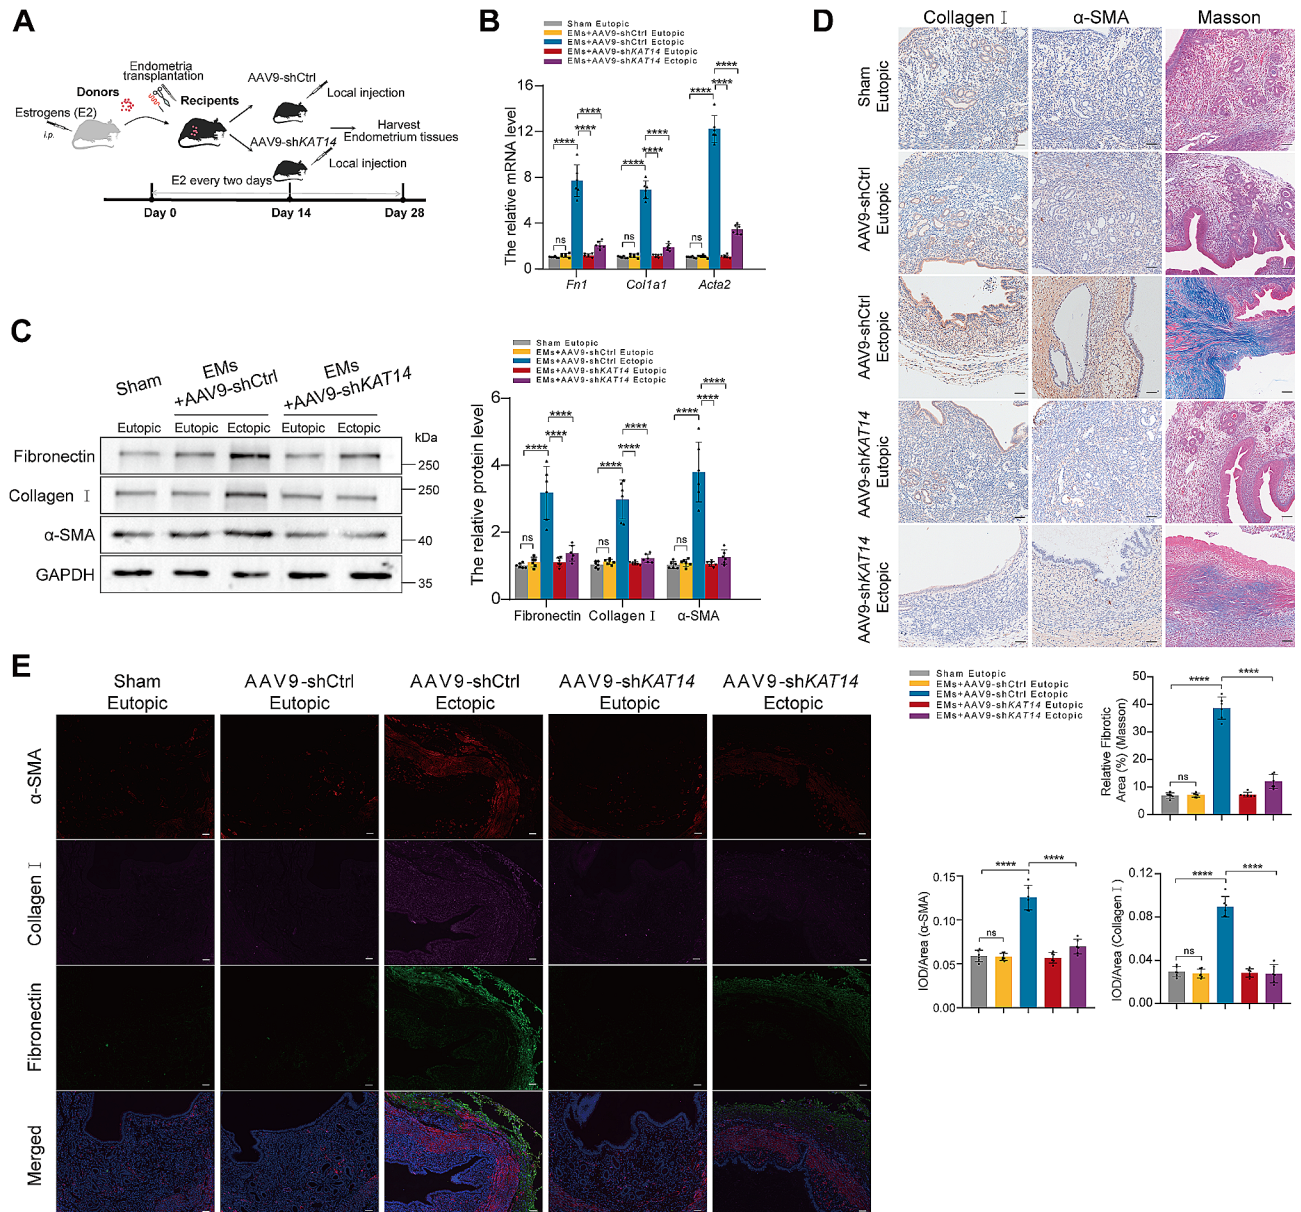 A
Endometria
transplantation
Donors
Recipents
Estrogens (E2)
i.p.
AAV9-shCtrl
Local injection
AAV9-shKAT14
Harvest
Endometrium tissues
Local injection
E2 every two days
Day 0
Day 14
Day 28
B
Sham Eutopic
EMs+AAV9-shCtrl Eutopic
EMs+AAV9-shCtrl Ectopic
EMs+AAV9-shKAT14 Eutopic
EMs+AAV9-shKAT14 Ectopic
The relative mRNA level
16
12
8
4
0
ns
****
****
****
ns
****
****
****
ns
****
****
****
Fn1
Col1a1
Acta2
C
Sham
EMs
+AAV9-shCtrl
EMs
+AAV9-shKAT14
Eutopic
Eutopic
Ectopic
Eutopic
Ectopic
kDa
Fibronectin
250
Collagen Ⅰ
250
α-SMA
40
GAPDH
35
Sham Eutopic
EMs+AAV9-shCtrl Eutopic
EMs+AAV9-shCtrl Ectopic
EMs+AAV9-shKAT14 Eutopic
EMs+AAV9-shKAT14 Ectopic
The relative protein level
6
4
2
0
ns
****
****
****
ns
****
****
****
ns
****
****
****
Fibronectin
Collagen Ⅰ
α-SMA
D
Collagen Ⅰ
α-SMA
Masson
Sham
Eutopic
AAV9-shCtrl
Eutopic
AAV9-shCtrl
Ectopic
AAV9-shKAT14
Eutopic
AAV9-shKAT14
Ectopic
Sham Eutopic
EMs+AAV9-shCtrl Eutopic
EMs+AAV9-shCtrl Ectopic
EMs+AAV9-shKAT14 Eutopic
EMs+AAV9-shKAT14 Ectopic
Relative Fibrotic
Area (%) (Masson)
50
40
30
20
10
0
ns
****
****
IOD/Area (α-SMA)
0.15
0.10
0.05
0.00
ns
****
****
IOD/Area (Collagen Ⅰ)
0.12
0.08
0.04
0.00
ns
****
****
E
Sham
Eutopic
AAV9-shCtrl
Eutopic
AAV9-shCtrl
Ectopic
AAV9-shKAT14
Eutopic
AAV9-shKAT14
Ectopic
α-SMA
Collagen Ⅰ
Fibronectin
Merged